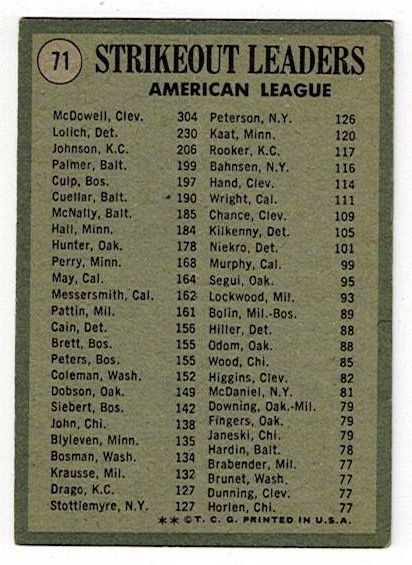 71
STRIKEOUT LEADERS
AMERICAN LEAGUE
McDowell, Clev. 304
Lolich, Det. 230
Johnson, K.C. 206
Palmer, Balt. 199
Culp, Bos. 197
Cuellar, Balt. 190
McNally, Balt. 185
Hall, Minn. 184
Hunter, Oak. 178
Perry, Minn. 168
May, Cal. 164
Messersmith, Cal. 162
Pattin, Mil. 161
Cain, Det. 156
Brett, Bos. 155
Peters, Bos. 155
Coleman, Wash. 152
Dobson, Oak. 149
Siebert, Bos. 142
John, Chi. 138
Blyleven, Minn. 135
Bosman, Wash. 134
Krausse, Mil. 132
Drago, K.C. 127
Stottlemyre, N.Y. 127
Peterson, N.Y. 126
Kaat, Minn. 120
Rooker, K.C. 117
Bahnsen, N.Y. 116
Hand, Clev. 114
Wright, Cal. 111
Chance, Clev. 109
Kilkenny, Det. 105
Niekro, Det. 101
Murphy, Cal. 99
Segui, Oak. 95
Lockwood, Mil. 93
Bolin, Mil.-Bos. 89
Hiller, Det. 88
Odom, Oak. 88
Wood, Chi. 85
Higgins, Clev. 82
McDaniel, N.Y. 81
Downing, Oak.-Mil. 79
Fingers, Oak. 79
Janeski, Chi. 79
Hardin, Balt. 78
Brabender, Mil. 77
Brunet, Wash. 77
Dunning, Clev. 77
Horlen, Chi. 77
** © T. C. G. PRINTED IN U.S.A.